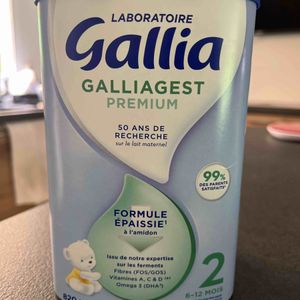 LABORATOIRE
Gallia
GALLIAGEST
PREMIUM
50 ANS DE
RECHERCHE
sur le lait maternel
99%
DES PARENTS
SATISFAITS
FORMULE
ÉPAISSIE
à l'amidon
Issu de notre expertise
sur les ferments
Fibres (FOS/GOS)
Vitamines A, C & D
Omega 3 (DHA)
2
6-12 MOIS
820